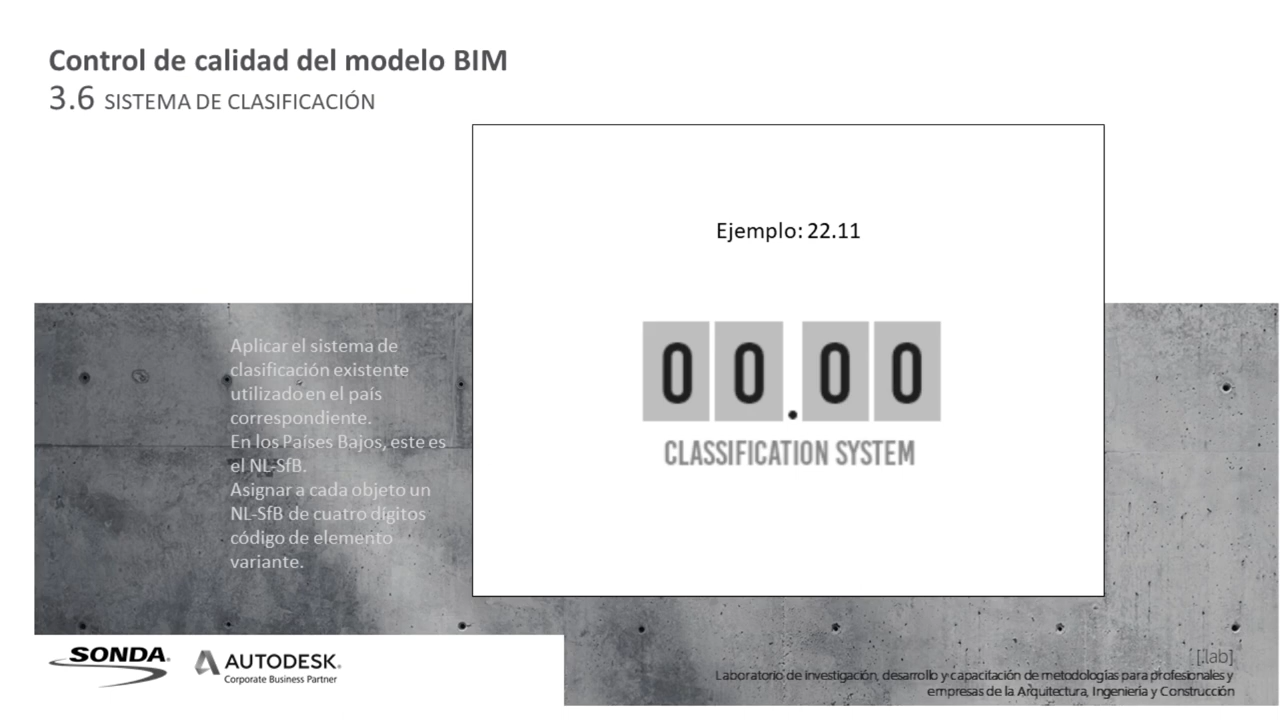 Control de calidad del modelo BIM
3.6 SISTEMA DE CLASIFICACIÓN
Ejemplo: 22.11
00.00
CLASSIFICATION SYSTEM
Aplicar el sistema de
clasificación existente
utilizado en el país
correspondiente.
En los Países Bajos, este es
el NL-SfB.
Asignar a cada objeto un
NL-SfB de cuatro dígitos
código de elemento
variante.
SONDA.
AUTODESK.
Corporate Business Partner
[.lab]
Laboratorio de investigación, desarrollo y capacitación de metodologías para profesionales y
empresas de la Arquitectura, Ingeniería y Construcción